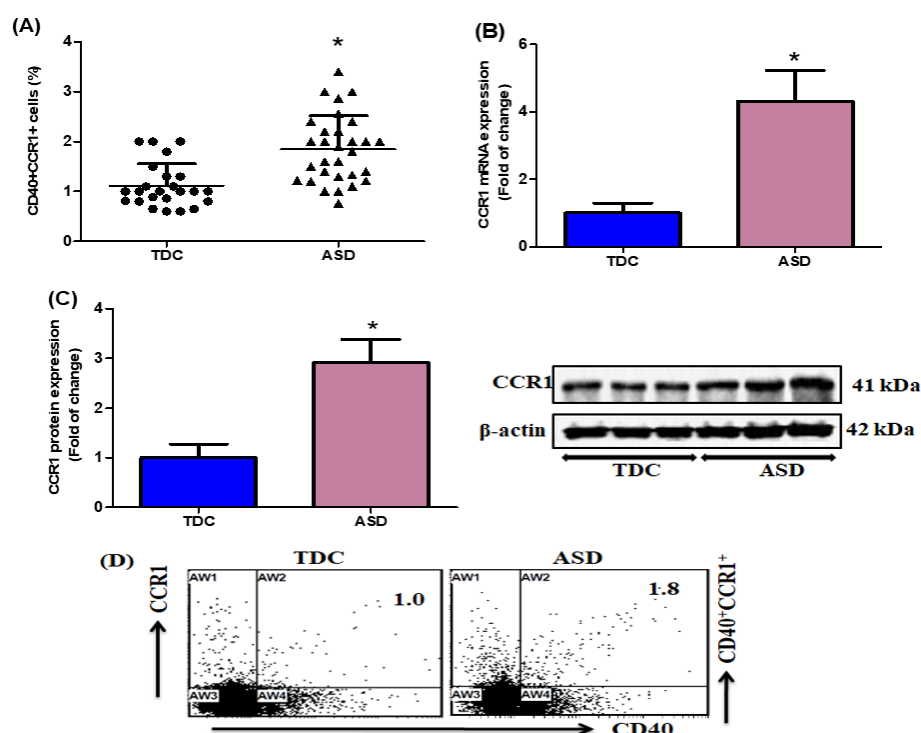 (A)
CD40+CCR1+ cells (%)
4
3
2
1
0
*
TDC
ASD
(B)
CCR1 mRNA expression
(Fold of change)
6
4
2
0
*
TDC
ASD
(C)
CCR1 protein expression
(Fold of change)
4
3
2
1
0
*
TDC
ASD
CCR1
41 kDa
β-actin
42 kDa
TDC
ASD
(D)
TDC
ASD
CCR1
AW1
AW2
1.0
AW3
AW4
AW1
AW2
1.8
AW3
AW4
CD40⁺CCR1⁺
CD40